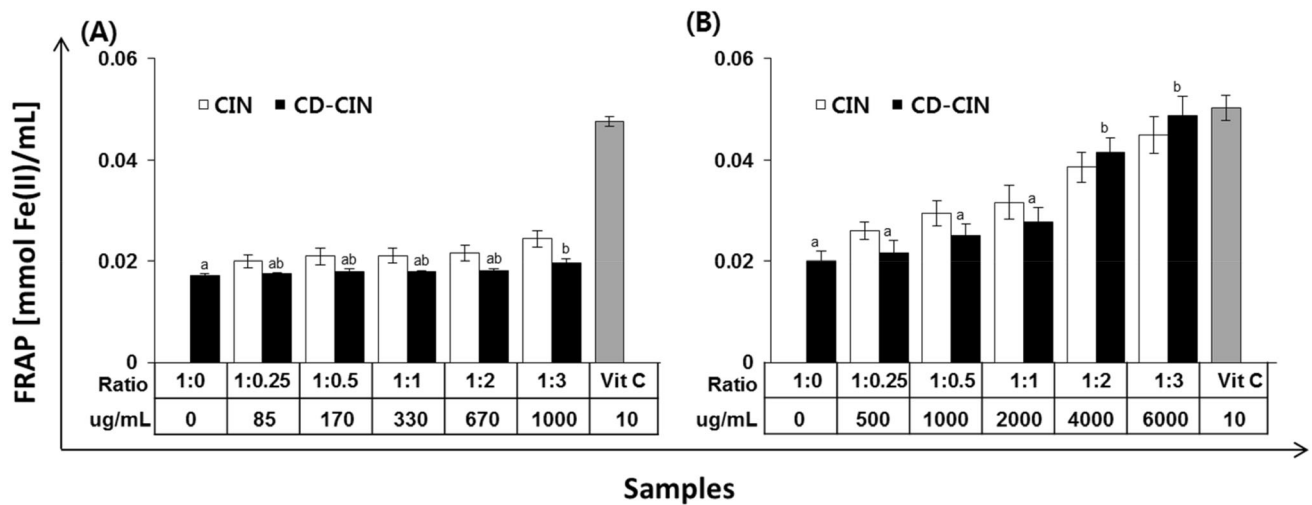 (A)
0.06
0.04
0.02
0
CIN CD-CIN
a ab ab ab ab b
Ratio 1:0 1:0.25 1:0.5 1:1 1:2 1:3 Vit C
ug/mL 0 85 170 330 670 1000 10
(B)
0.06
0.04
0.02
0
CIN CD-CIN
a a a a b b
Ratio 1:0 1:0.25 1:0.5 1:1 1:2 1:3 Vit C
ug/mL 0 500 1000 2000 4000 6000 10
FRAP [mmol Fe(II)/mL]
Samples